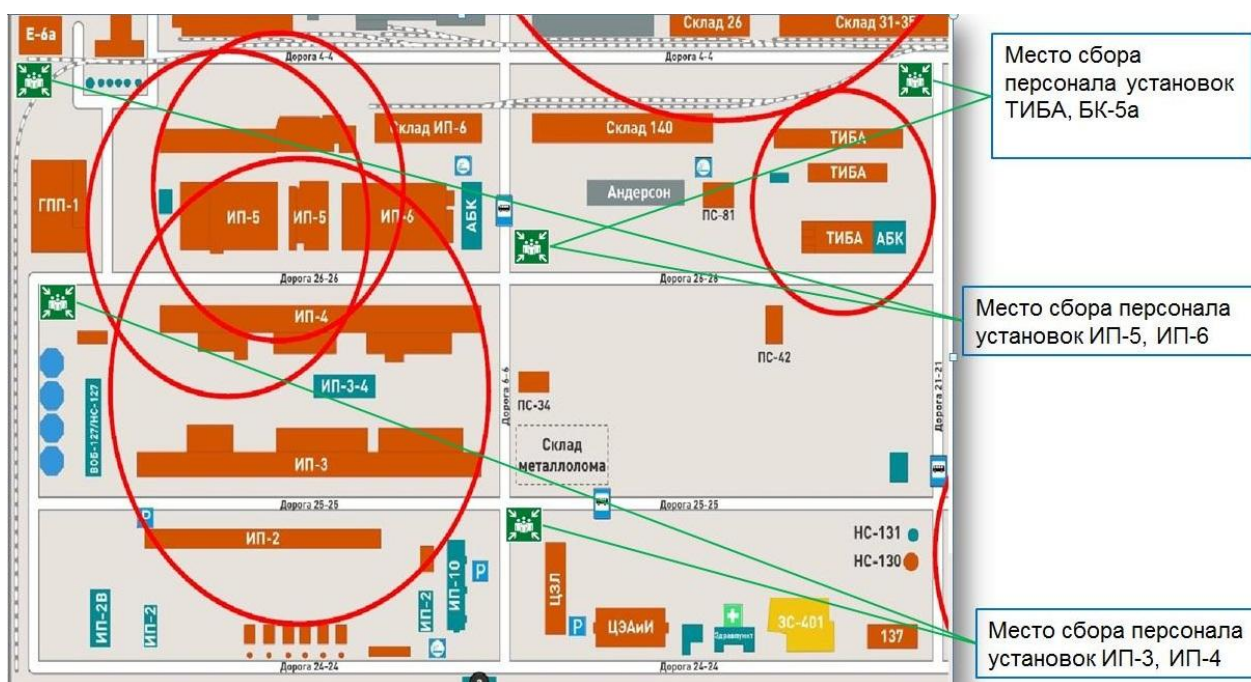 Склад 26
Склад 31-35
Е-6а
Дорога 4-4
Дорога 4-4
Место сбора
персонала установок
ТИБА, БК-5а
Склад ИП-6
Склад 140
ТИБА
ТИБА
ГПП-1
ИП-5
ИП-5
ИП-6
АБК
Андерсон
ПС-81
ТИБА
АБК
Дорога 26-26
Дорога 26-26
Место сбора персонала
установок ИП-5, ИП-6
ИП-4
ПС-42
ИП-3-4
ПС-34
Дорога 6-6
Дорога 21-21
ВОБ-127/НС-127
Склад
металлолома
ИП-3
Дорога 25-25
Дорога 25-25
P
ИП-2
НС-131
НС-130
ИП-2В
ИП-2
ИП-2
ИП-10
P
ЦЗЛ
P
ЦЭАиИ
Здравпункт
ЗС-401
137
Место сбора персонала
установок ИП-3, ИП-4
Дорога 24-24
Дорога 24-24